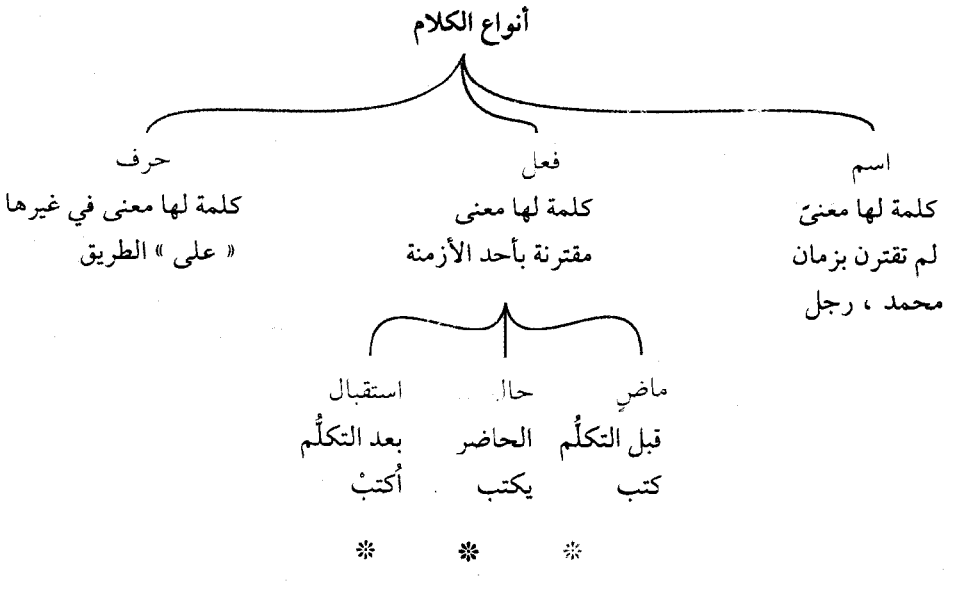 أنواع الكلام
اسم
كلمة لها معنىً
لم تقترن بزمان
محمد ، رجل
فعل
كلمة لها معنى
مقترنة بأحد الأزمنة
حرف
كلمة لها معنى في غيرها
« على » الطريق
ماضٍ
قبل التكلُّم
كتب
حال
الحاضر
يكتب
استقبال
بعد التكلُّم
أُكتبْ